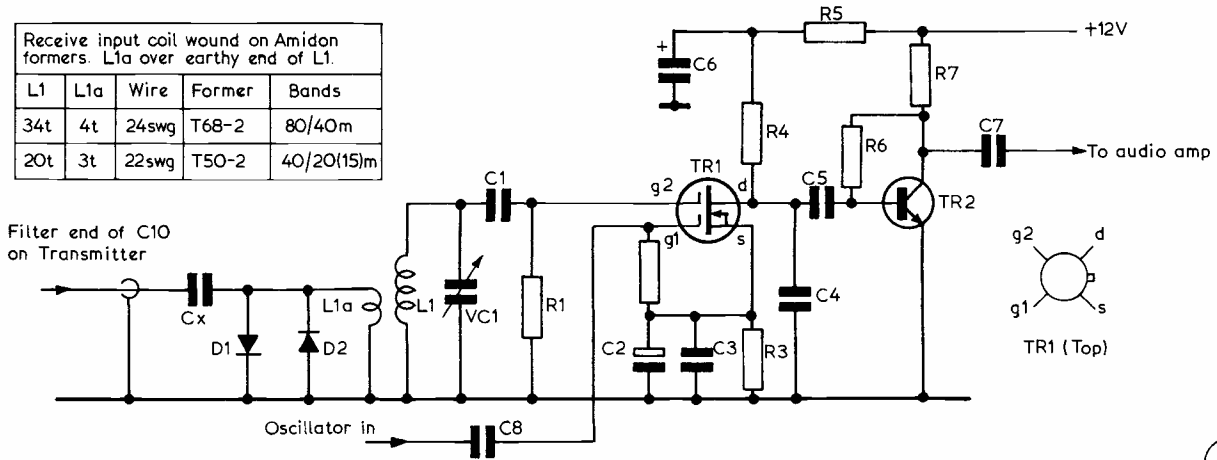 Receive input coil wound on Amidon
formers. L1a over earthy end of L1.
L1 L1a Wire Former Bands
34t 4t 24swg T68-2 80/40m
20t 3t 22swg T50-2 40/20(15)m
R5
+12V
+
C6
R7
R4
R6
C7
To audio amp
TR1
C1
g2
d
C5
TR2
Filter end of C10
on Transmitter
g1
s
g2
d
L1a
L1
VC1
R1
C4
Cx
g1
s
D1
D2
C2
C3
R3
TR1 (Top)
Oscillator in
C8